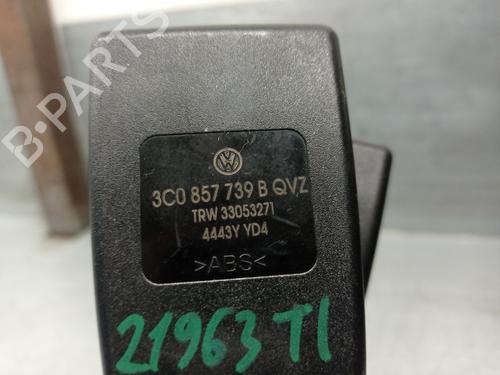 B-PARTS
3C0 857 739 B QVZ
TRW 33053271
4443Y YD4
>ABS<
21963 TI